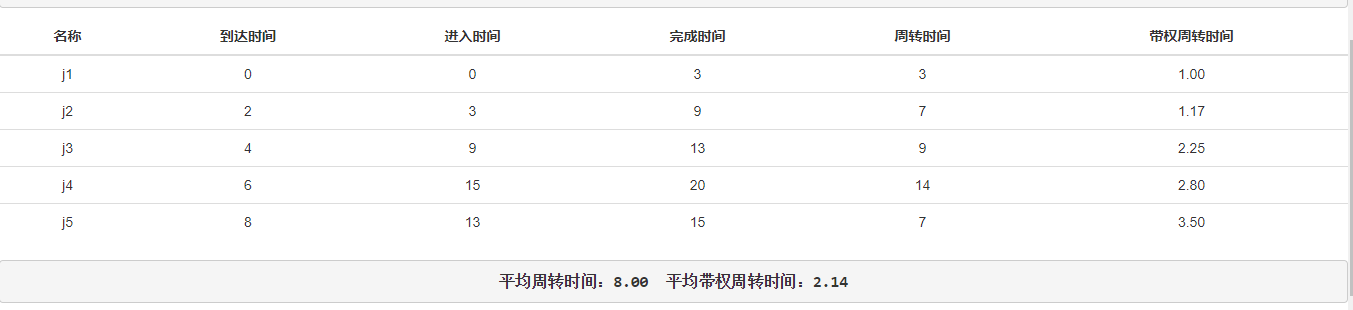 名称 到达时间 进入时间 完成时间 周转时间 带权周转时间
j1 0 0 3 3 1.00
j2 2 3 9 7 1.17
j3 4 9 13 9 2.25
j4 6 15 20 14 2.80
j5 8 13 15 7 3.50
平均周转时间：8.00 平均带权周转时间：2.14